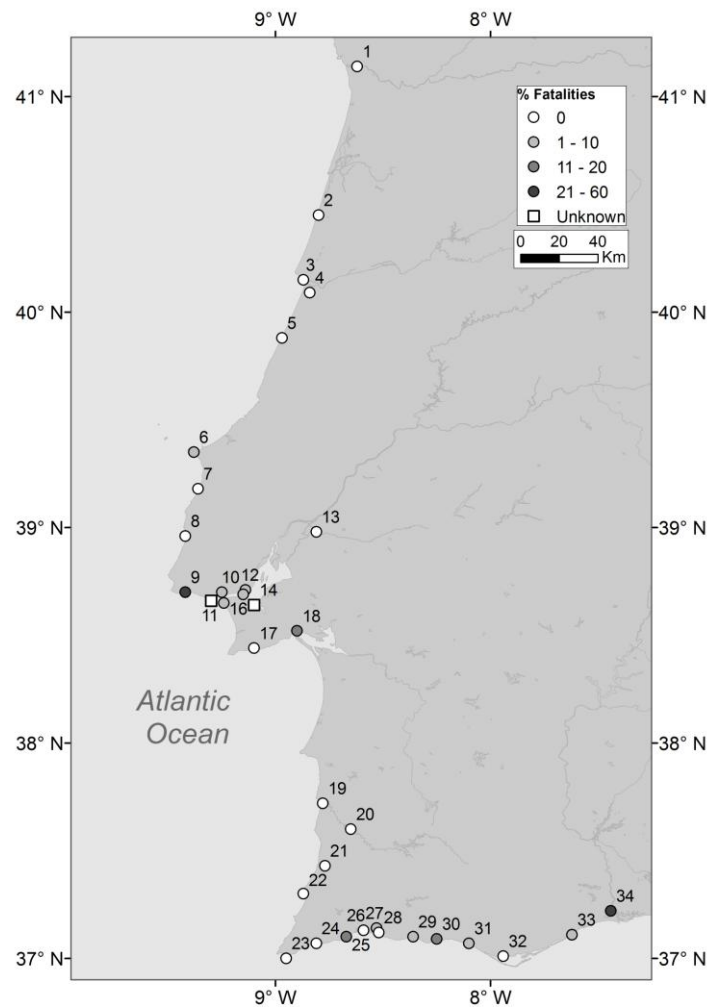 9° W 8° W
1
41° N 41° N
% Fatalities
0
1 - 10
11 - 20
21 - 60
Unknown
0 20 40
Km
2
3
4
40° N 40° N
5
6
7
39° N 39° N
13
8
9 10 12
14
11 16
18
17
Atlantic
Ocean
38° N 38° N
19
20
21
22
34
26 27 28
24 29 30 31 33
23 25 32
37° N 37° N
9° W 8° W